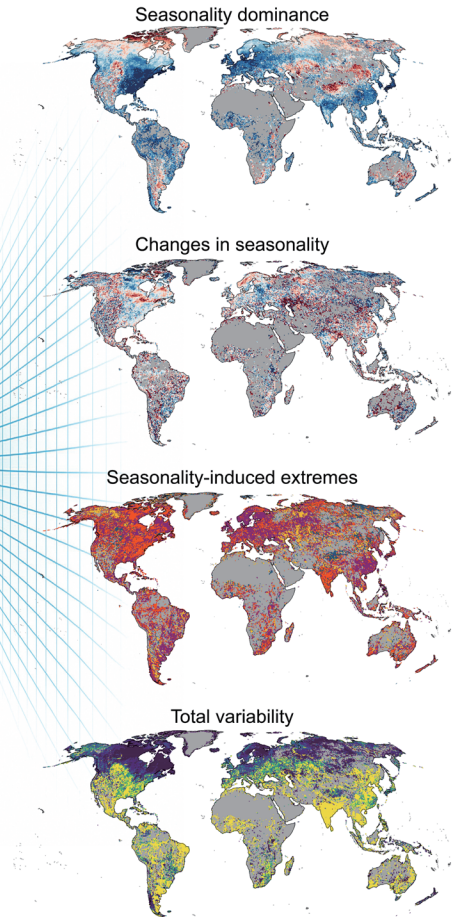 Seasonality dominance
Changes in seasonality
Seasonality-induced extremes
Total variability